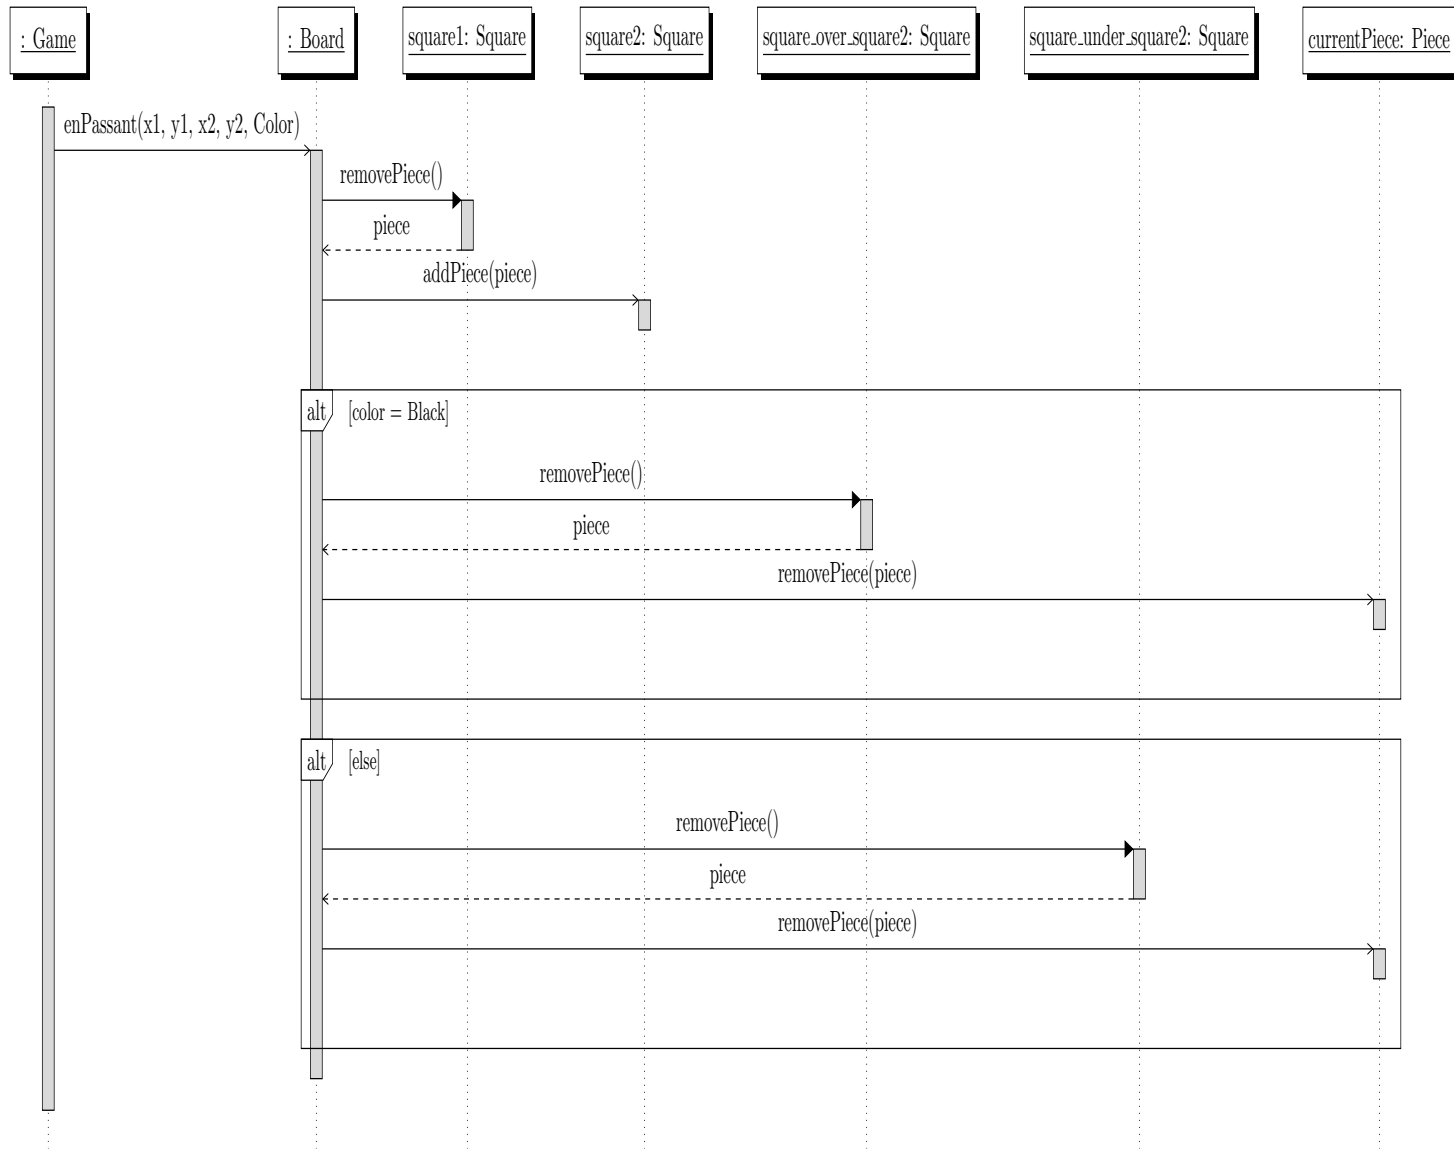 : Game
: Board
square1: Square
square2: Square
square_over_square2: Square
square_under_square2: Square
currentPiece: Piece
enPassant(x1, y1, x2, y2, Color)
removePiece()
piece
addPiece(piece)
alt [color = Black]
removePiece()
piece
removePiece(piece)
alt [else]
removePiece()
piece
removePiece(piece)